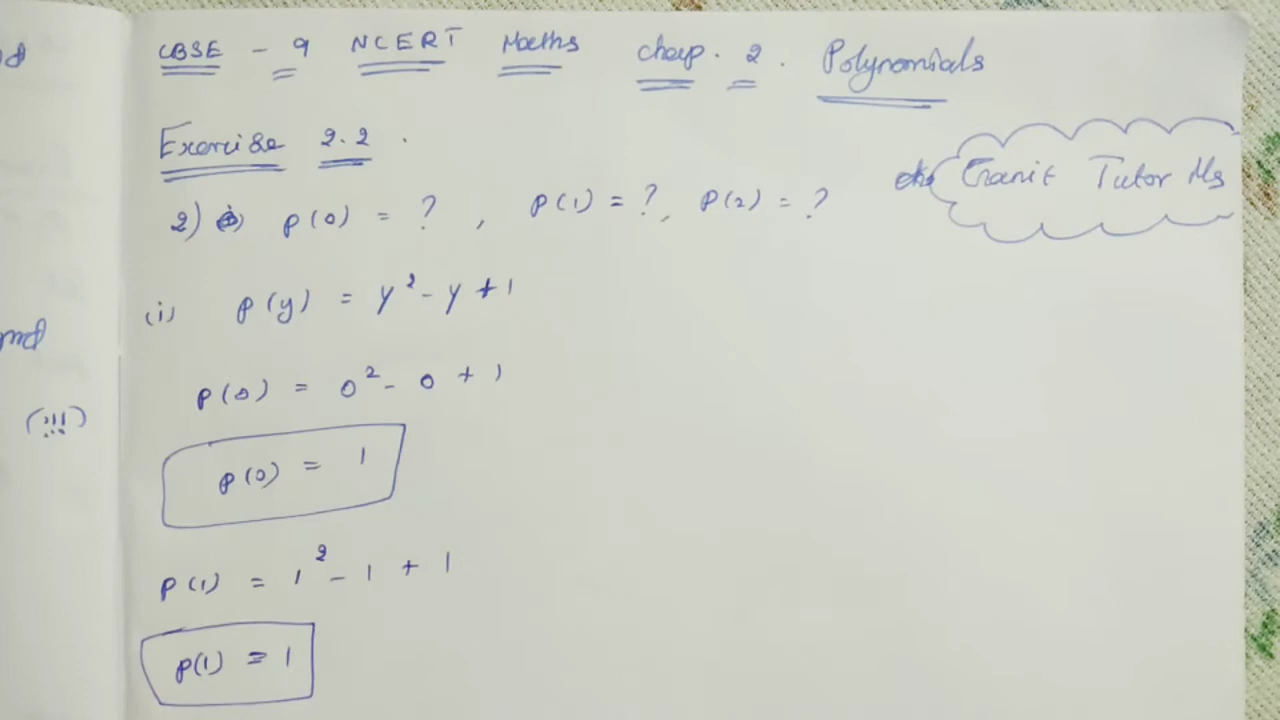 CBSE - 9 NCERT Maths chap. 2. Polynomials
Exercise 2.2.
Tutor Ms
2) p(0) = ?, p(1) = ?, p(2) = ?
(i) p(y) = y² - y + 1
p(0) = 0² - 0 + 1
p(0) = 1
p(1) = 1² - 1 + 1
p(1) = 1
(iii)